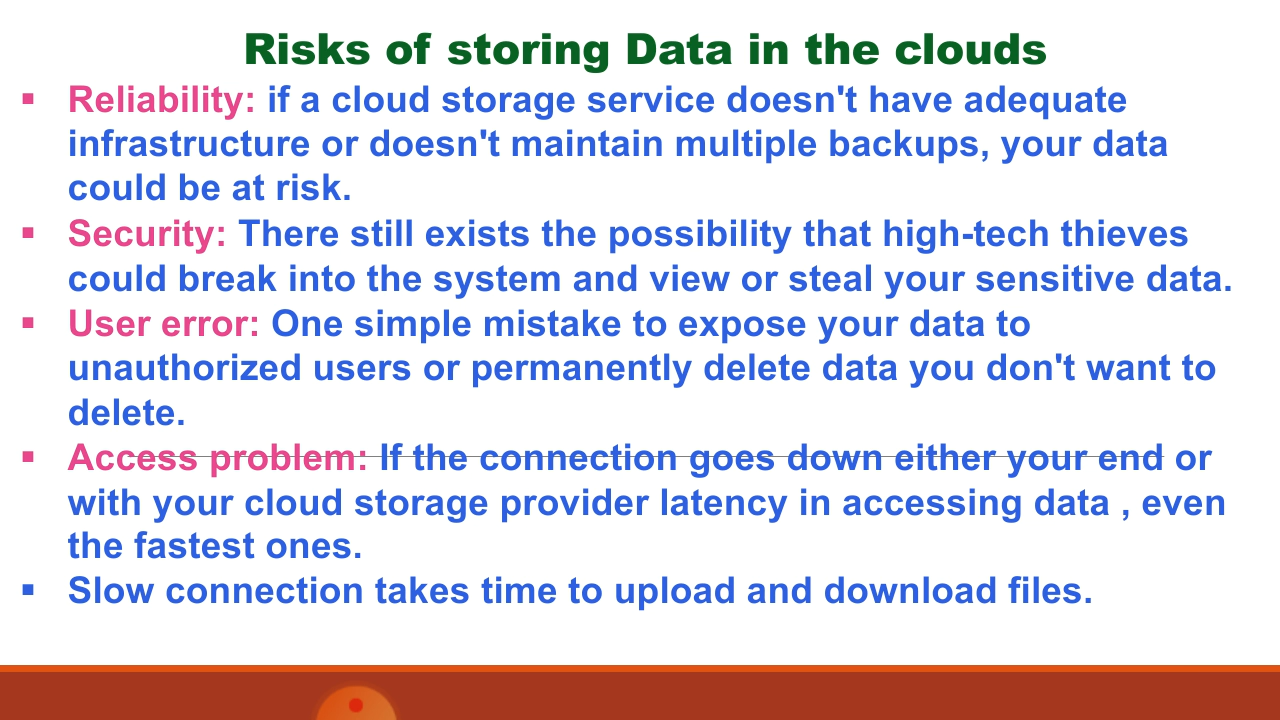 Risks of storing Data in the clouds
▪ Reliability: if a cloud storage service doesn't have adequate
infrastructure or doesn't maintain multiple backups, your data
could be at risk.
▪ Security: There still exists the possibility that high-tech thieves
could break into the system and view or steal your sensitive data.
▪ User error: One simple mistake to expose your data to
unauthorized users or permanently delete data you don't want to
delete.
▪ Access problem: If the connection goes down either your end or
with your cloud storage provider latency in accessing data , even
the fastest ones.
▪ Slow connection takes time to upload and download files.